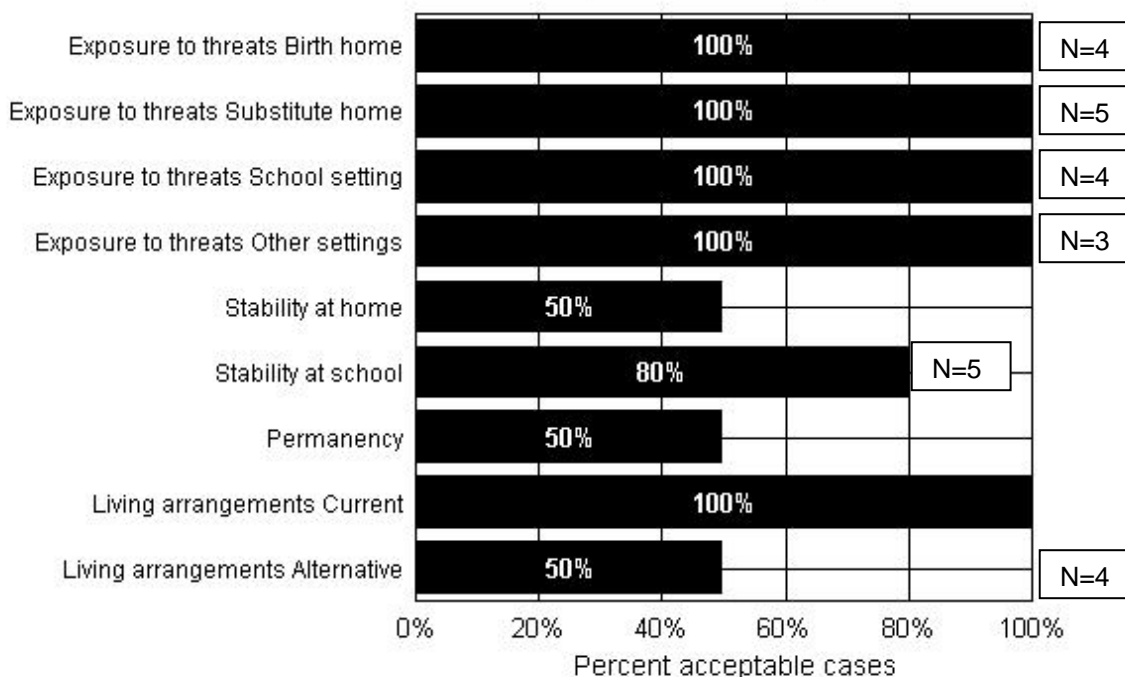 Exposure to threats Birth home 100% N=4
Exposure to threats Substitute home 100% N=5
Exposure to threats School setting 100% N=4
Exposure to threats Other settings 100% N=3
Stability at home 50%
Stability at school 80% N=5
Permanency 50%
Living arrangements Current 100%
Living arrangements Alternative 50% N=4
0% 20% 40% 60% 80% 100%
Percent acceptable cases